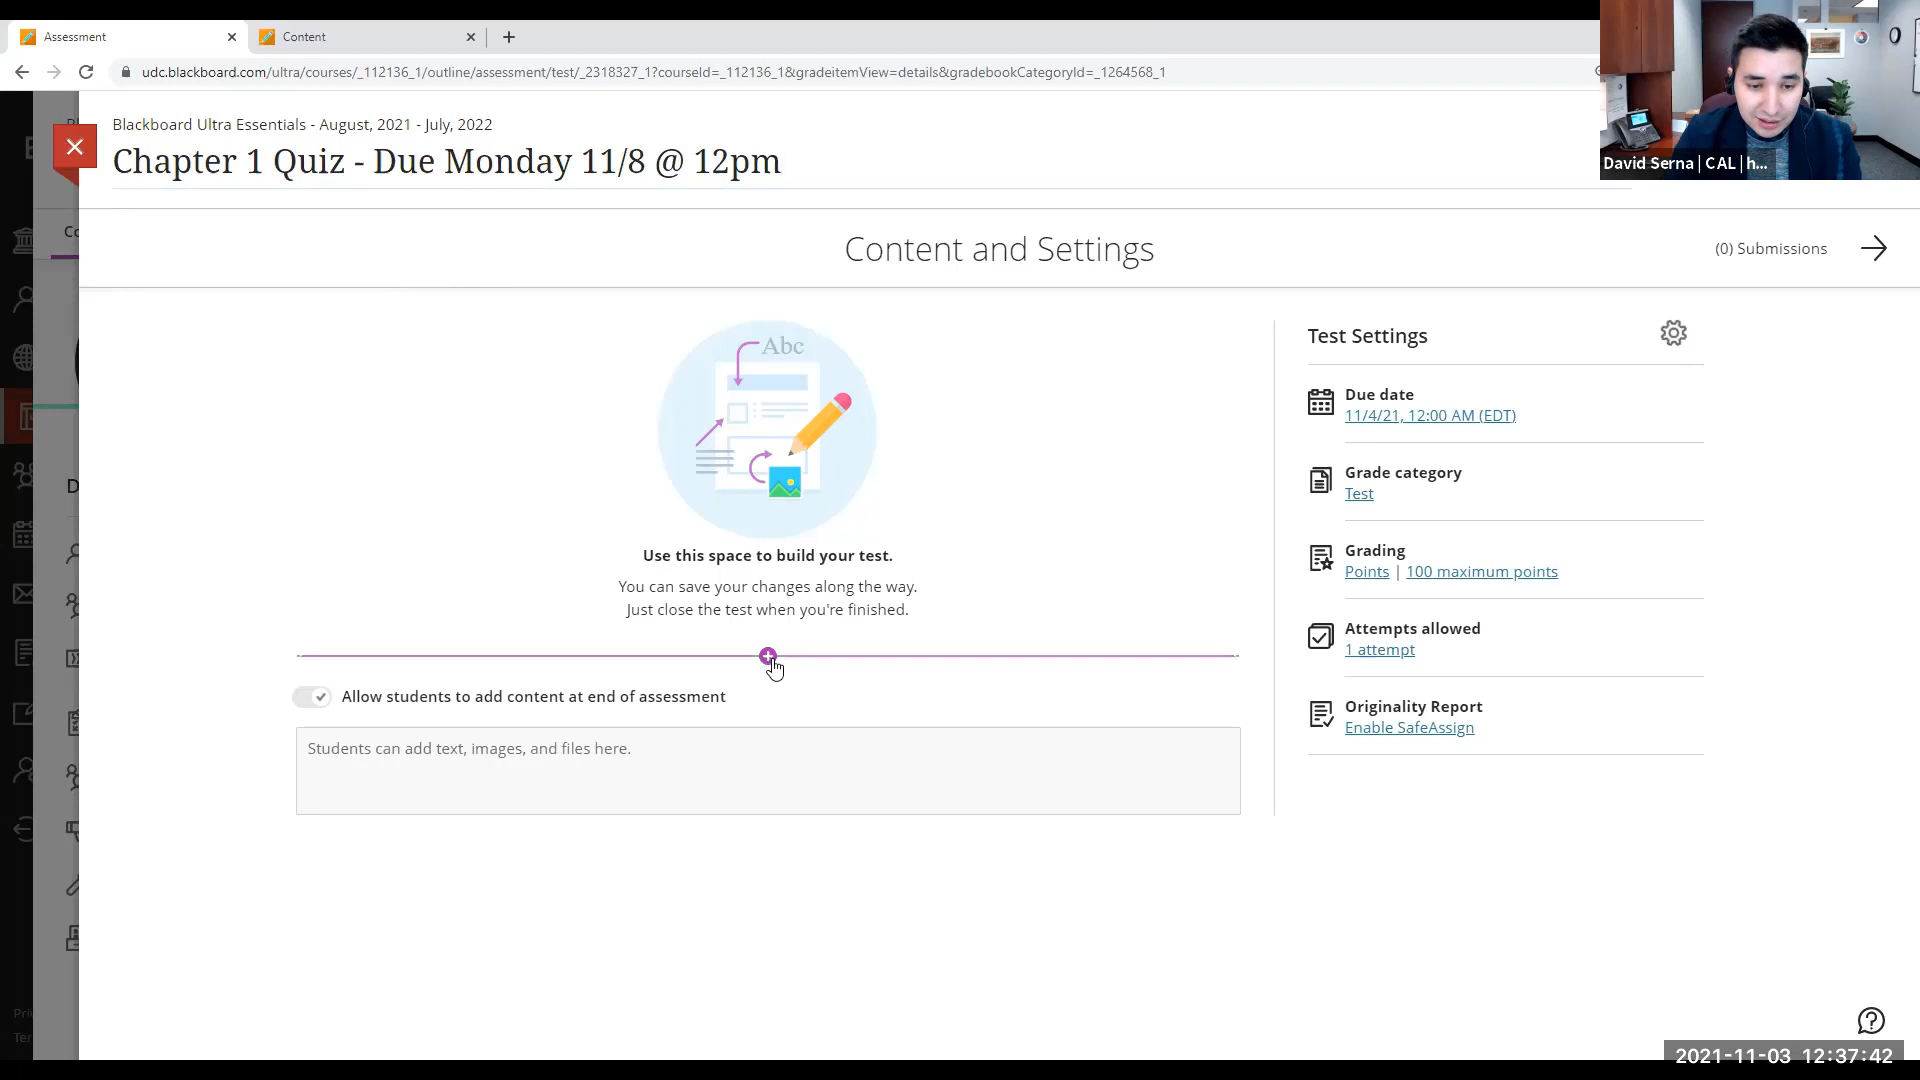 Assessment
Content
udc.blackboard.com/ultra/courses/_112136_1/outline/assessment/test/_2318327_1?courseId=_112136_1&gradeitemView=details&gradebookCategoryId=_1264568_1
David Serna | CAL | h...
Blackboard Ultra Essentials - August, 2021 - July, 2022
Chapter 1 Quiz - Due Monday 11/8 @ 12pm
Content and Settings
(0) Submissions
Abc
Use this space to build your test.
You can save your changes along the way.
Just close the test when you're finished.
Allow students to add content at end of assessment
Students can add text, images, and files here.
Test Settings
Due date
11/4/21, 12:00 AM (EDT)
Grade category
Test
Grading
Points | 100 maximum points
Attempts allowed
1 attempt
Originality Report
Enable SafeAssign
2021-11-03 12:37:42